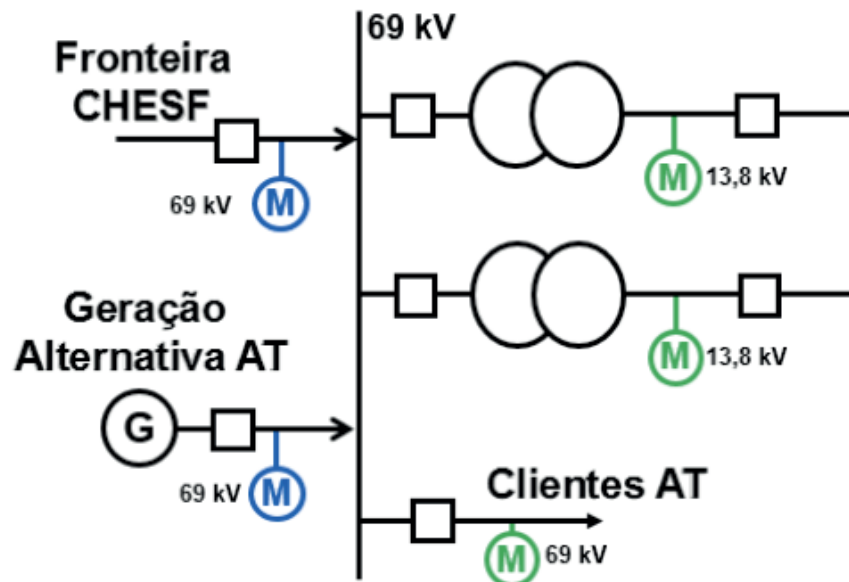 69 kV
Fronteira
CHESF
69 kV
M
M
13,8 kV
Geração
Alternativa AT
G
69 kV
M
M
13,8 kV
Clientes AT
M
69 kV